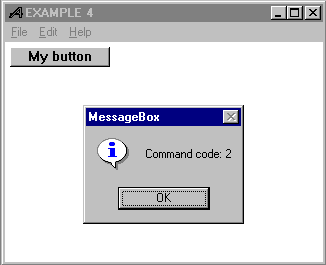 EXAMPLE 4
File Edit Help
My button
MessageBox
Command code: 2
OK